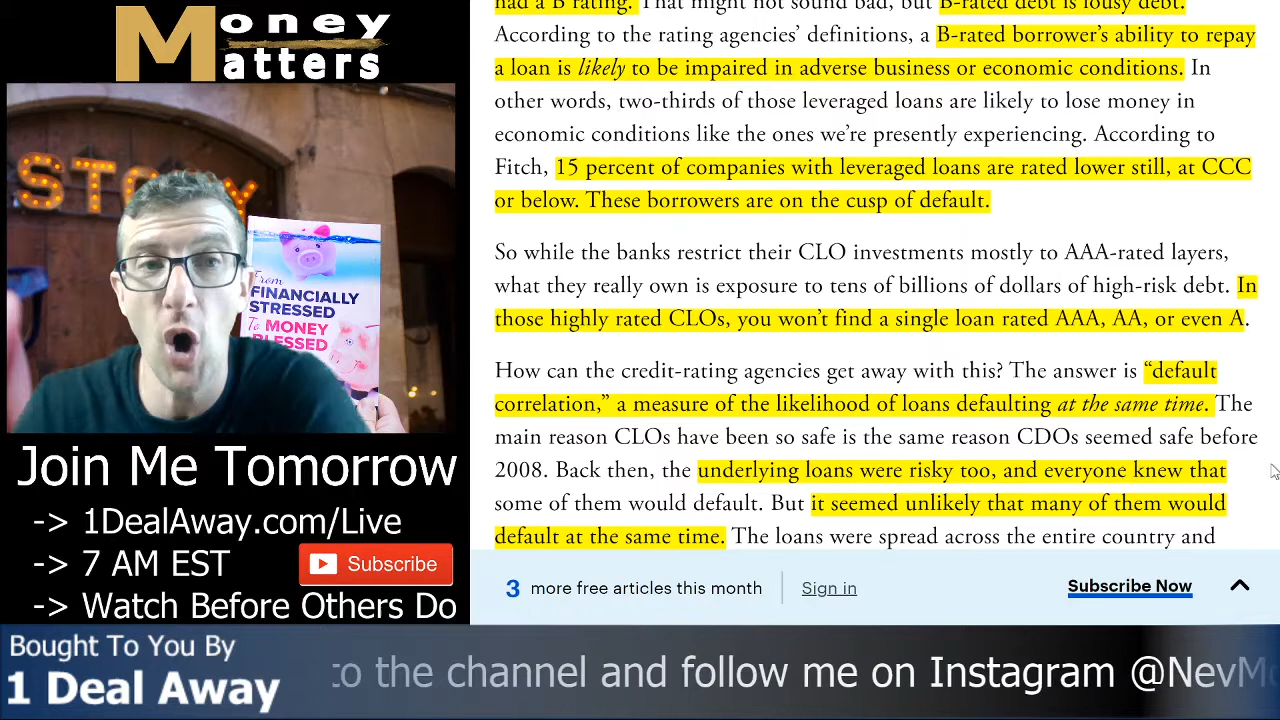 Money
Matters
STORY
From
FINANCIALLY
STRESSED
To MONEY
BLESSED
Join Me Tomorrow
-> 1DealAway.com/Live
-> 7 AM EST
Subscribe
-> Watch Before Others Do
had a B rating. That might not sound bad, but B-rated debt is lousy debt.
According to the rating agencies’ definitions, a B-rated borrower’s ability to repay
a loan is likely to be impaired in adverse business or economic conditions. In
other words, two-thirds of those leveraged loans are likely to lose money in
economic conditions like the ones we’re presently experiencing. According to
Fitch, 15 percent of companies with leveraged loans are rated lower still, at CCC
or below. These borrowers are on the cusp of default.
So while the banks restrict their CLO investments mostly to AAA-rated layers,
what they really own is exposure to tens of billions of dollars of high-risk debt. In
those highly rated CLOs, you won’t find a single loan rated AAA, AA, or even A.
How can the credit-rating agencies get away with this? The answer is “default
correlation,” a measure of the likelihood of loans defaulting at the same time. The
main reason CLOs have been so safe is the same reason CDOs seemed safe before
2008. Back then, the underlying loans were risky too, and everyone knew that
some of them would default. But it seemed unlikely that many of them would
default at the same time. The loans were spread across the entire country and
3 more free articles this month
Sign in
Subscribe Now
Bought To You By
1 Deal Away
to the channel and follow me on Instagram @NevM